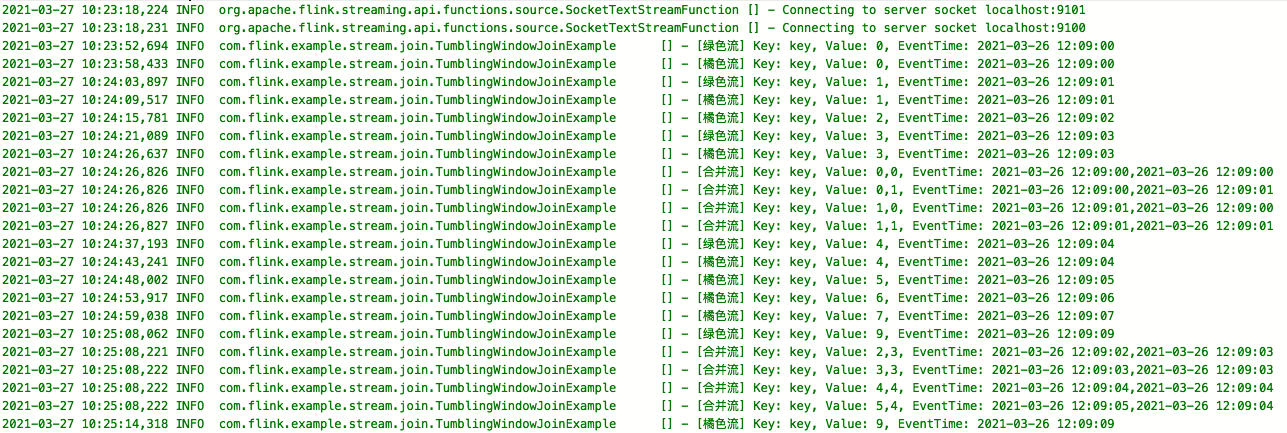 2021-03-27 10:23:18,224 INFO  org.apache.flink.streaming.api.functions.source.SocketTextStreamFunction [] - Connecting to server socket localhost:9101
2021-03-27 10:23:18,231 INFO  org.apache.flink.streaming.api.functions.source.SocketTextStreamFunction [] - Connecting to server socket localhost:9100
2021-03-27 10:23:52,694 INFO  com.flink.example.stream.join.TumblingWindowJoinExample      [] - [绿色流] Key: key, Value: 0, EventTime: 2021-03-26 12:09:00
2021-03-27 10:23:58,433 INFO  com.flink.example.stream.join.TumblingWindowJoinExample      [] - [橘色流] Key: key, Value: 0, EventTime: 2021-03-26 12:09:00
2021-03-27 10:24:03,897 INFO  com.flink.example.stream.join.TumblingWindowJoinExample      [] - [绿色流] Key: key, Value: 1, EventTime: 2021-03-26 12:09:01
2021-03-27 10:24:09,517 INFO  com.flink.example.stream.join.TumblingWindowJoinExample      [] - [橘色流] Key: key, Value: 1, EventTime: 2021-03-26 12:09:01
2021-03-27 10:24:15,781 INFO  com.flink.example.stream.join.TumblingWindowJoinExample      [] - [橘色流] Key: key, Value: 2, EventTime: 2021-03-26 12:09:02
2021-03-27 10:24:21,089 INFO  com.flink.example.stream.join.TumblingWindowJoinExample      [] - [绿色流] Key: key, Value: 3, EventTime: 2021-03-26 12:09:03
2021-03-27 10:24:26,637 INFO  com.flink.example.stream.join.TumblingWindowJoinExample      [] - [橘色流] Key: key, Value: 3, EventTime: 2021-03-26 12:09:03
2021-03-27 10:24:26,826 INFO  com.flink.example.stream.join.TumblingWindowJoinExample      [] - [合并流] Key: key, Value: 0,0, EventTime: 2021-03-26 12:09:00,2021-03-26 12:09:00
2021-03-27 10:24:26,826 INFO  com.flink.example.stream.join.TumblingWindowJoinExample      [] - [合并流] Key: key, Value: 0,1, EventTime: 2021-03-26 12:09:00,2021-03-26 12:09:01
2021-03-27 10:24:26,826 INFO  com.flink.example.stream.join.TumblingWindowJoinExample      [] - [合并流] Key: key, Value: 1,0, EventTime: 2021-03-26 12:09:01,2021-03-26 12:09:00
2021-03-27 10:24:26,827 INFO  com.flink.example.stream.join.TumblingWindowJoinExample      [] - [合并流] Key: key, Value: 1,1, EventTime: 2021-03-26 12:09:01,2021-03-26 12:09:01
2021-03-27 10:24:37,193 INFO  com.flink.example.stream.join.TumblingWindowJoinExample      [] - [绿色流] Key: key, Value: 4, EventTime: 2021-03-26 12:09:04
2021-03-27 10:24:43,241 INFO  com.flink.example.stream.join.TumblingWindowJoinExample      [] - [橘色流] Key: key, Value: 4, EventTime: 2021-03-26 12:09:04
2021-03-27 10:24:48,002 INFO  com.flink.example.stream.join.TumblingWindowJoinExample      [] - [橘色流] Key: key, Value: 5, EventTime: 2021-03-26 12:09:05
2021-03-27 10:24:53,917 INFO  com.flink.example.stream.join.TumblingWindowJoinExample      [] - [橘色流] Key: key, Value: 6, EventTime: 2021-03-26 12:09:06
2021-03-27 10:24:59,038 INFO  com.flink.example.stream.join.TumblingWindowJoinExample      [] - [橘色流] Key: key, Value: 7, EventTime: 2021-03-26 12:09:07
2021-03-27 10:25:08,062 INFO  com.flink.example.stream.join.TumblingWindowJoinExample      [] - [绿色流] Key: key, Value: 9, EventTime: 2021-03-26 12:09:09
2021-03-27 10:25:08,221 INFO  com.flink.example.stream.join.TumblingWindowJoinExample      [] - [合并流] Key: key, Value: 2,3, EventTime: 2021-03-26 12:09:02,2021-03-26 12:09:03
2021-03-27 10:25:08,222 INFO  com.flink.example.stream.join.TumblingWindowJoinExample      [] - [合并流] Key: key, Value: 3,3, EventTime: 2021-03-26 12:09:03,2021-03-26 12:09:03
2021-03-27 10:25:08,222 INFO  com.flink.example.stream.join.TumblingWindowJoinExample      [] - [合并流] Key: key, Value: 4,4, EventTime: 2021-03-26 12:09:04,2021-03-26 12:09:04
2021-03-27 10:25:08,222 INFO  com.flink.example.stream.join.TumblingWindowJoinExample      [] - [合并流] Key: key, Value: 5,4, EventTime: 2021-03-26 12:09:05,2021-03-26 12:09:04
2021-03-27 10:25:14,318 INFO  com.flink.example.stream.join.TumblingWindowJoinExample      [] - [橘色流] Key: key, Value: 9, EventTime: 2021-03-26 12:09:09